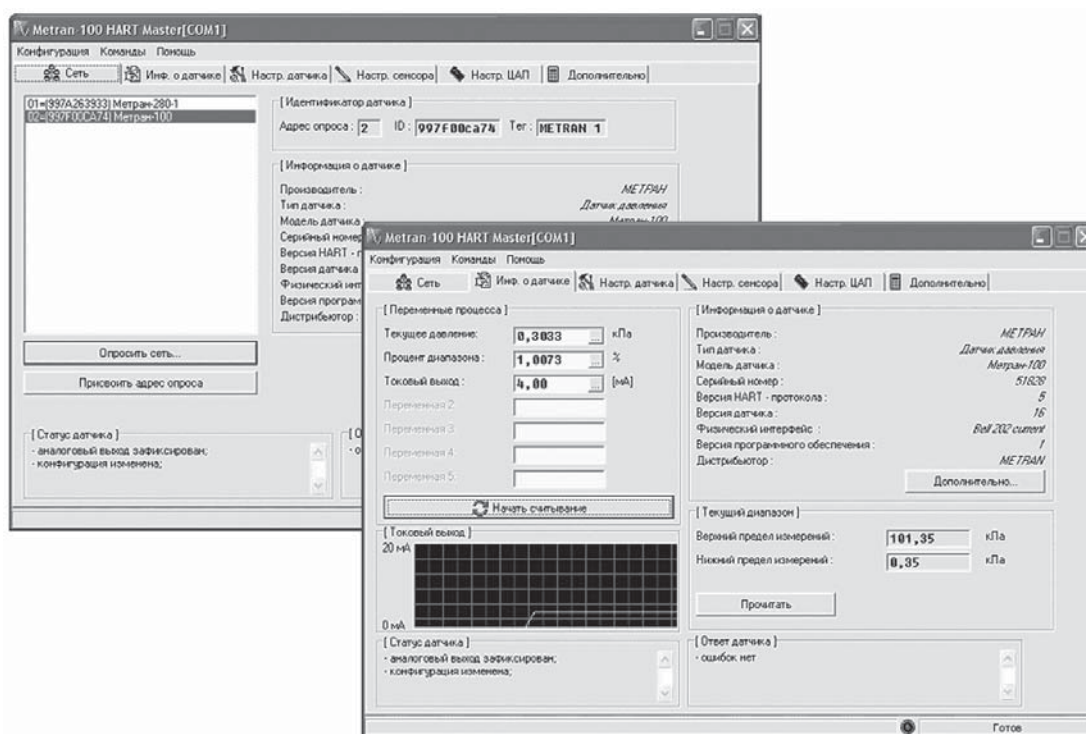 Metran-100 HART Master[COM1]
Конфигурация Команды Помощь
Сеть Инф. о датчике Настр. датчика Настр. сенсора Настр. ЦАП Дополнительно
01=(997A263933) Метран-280-1
02=(997F00CA74) Метран-100
[ Идентификатор датчика ]
Адрес опроса : 2 ID : 997F00ca74 Тег : METRAN 1
[ Информация о датчике ]
Производитель : МЕТРАН
Тип датчика : Датчик давления
Модель датчика : Метран-100
Серийный номер
Версия HART - п
Версия датчика
Физический инт
Версия програм
Дистрибьютор :
Опросить сеть...
Присвоить адрес опроса
[ Статус датчика ]
- аналоговый выход зафиксирован;
- конфигурация изменена;
Metran-100 HART Master[COM1]
Конфигурация Команды Помощь
Сеть Инф. о датчике Настр. датчика Настр. сенсора Настр. ЦАП Дополнительно
[ Переменные процесса ]
Текущее давление: 0,3033 ... кПа
Процент диапазона : 1,0073 ... %
Токовый выход : 4,00 ... [мА]
Переменная 2:
Переменная 3:
Переменная 4:
Переменная 5:
Начать считывание
[ Токовый выход ]
20 мА
0 мА
[ Статус датчика ]
- аналоговый выход зафиксирован;
- конфигурация изменена;
[ Информация о датчике ]
Производитель : МЕТРАН
Тип датчика : Датчик давления
Модель датчика : Метран-100
Серийный номер : 51828
Версия HART - протокола : 5
Версия датчика : 16
Физический интерфейс : Bell 202 current
Версия программного обеспечения : 1
Дистрибьютор : METRAN
Дополнительно...
[ Текущий диапазон ]
Верхний предел измерений : 101,35 кПа
Нижний предел измерений : 0,35 кПа
Прочитать
[ Ответ датчика ]
- ошибок нет
Готов